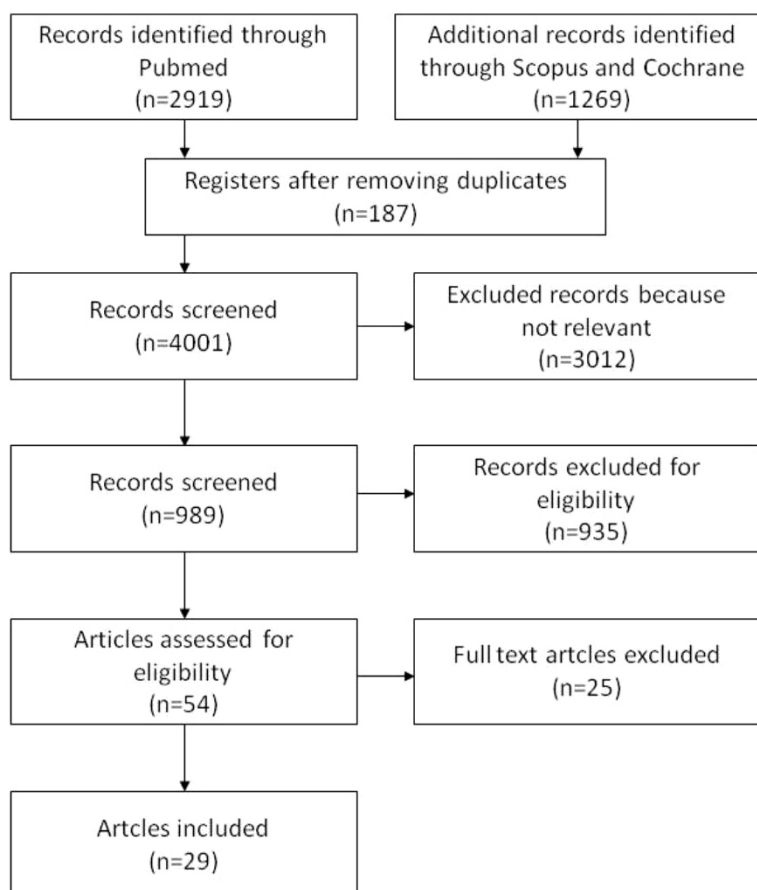 Records identified through
Pubmed
(n=2919)
Additional records identified
through Scopus and Cochrane
(n=1269)
Registers after removing duplicates
(n=187)
Records screened
(n=4001)
Excluded records because
not relevant
(n=3012)
Records screened
(n=989)
Records excluded for
eligibility
(n=935)
Articles assessed for
eligibility
(n=54)
Full text artcles excluded
(n=25)
Artcles included
(n=29)